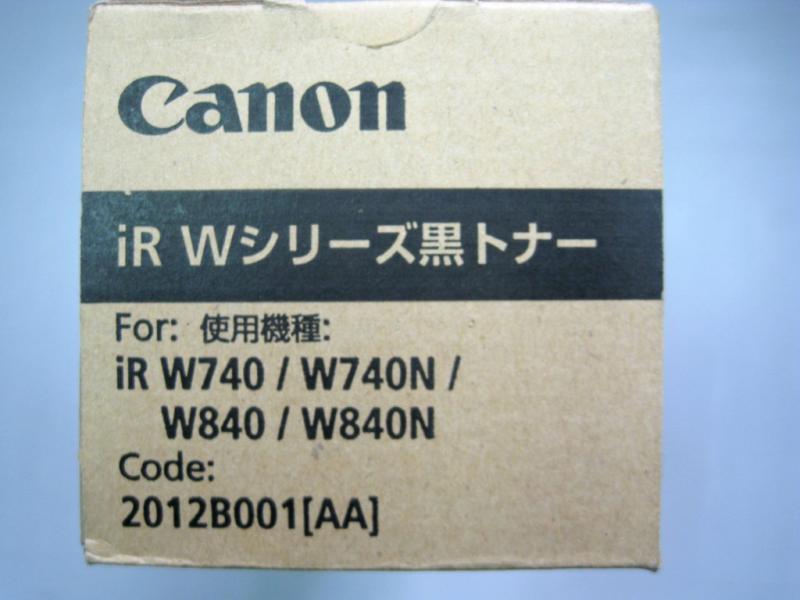 Canon
iR Wシリーズ黒トナー
For: 使用機種:
iR W740 / W740N /
W840 / W840N
Code:
2012B001[AA]